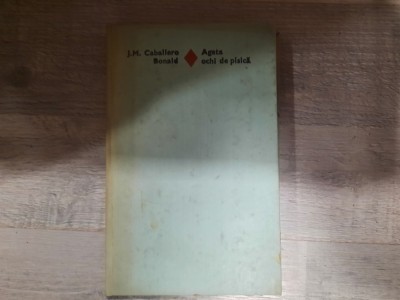 J.M. Caballero
Bonald
Agata
ochi de pisică